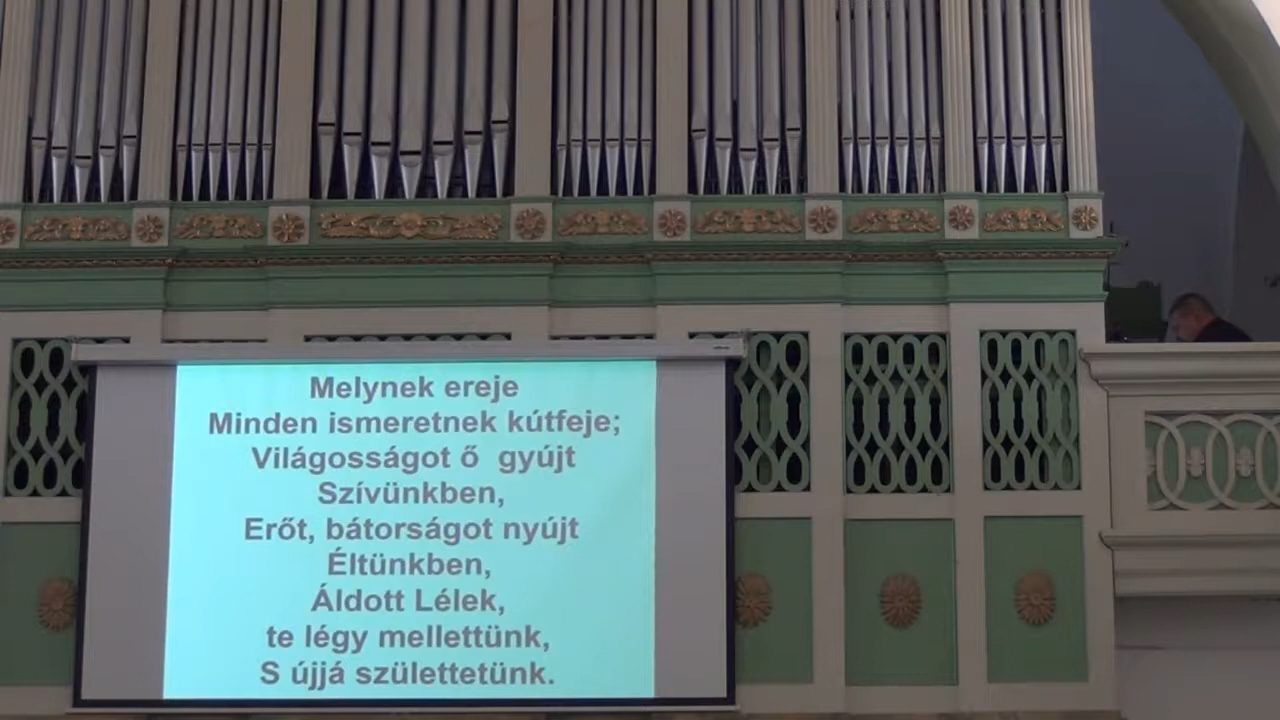 Melynek ereje
Minden ismeretnek kútfeje;
Világosságot ő  gyújt
Szívünkben,
Erőt, bátorságot nyújt
Éltünkben,
Áldott Lélek,
te légy mellettünk,
S újjá születtetünk.